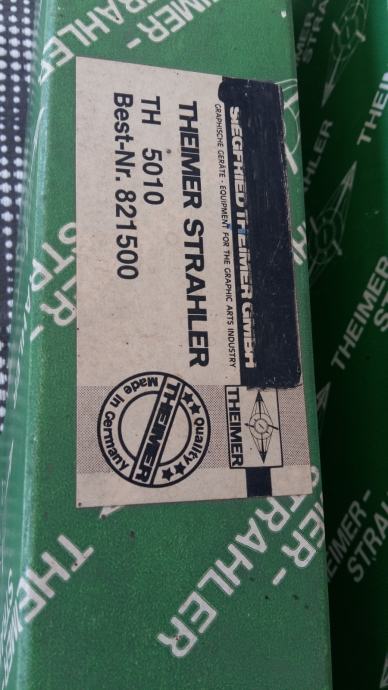 SIEGFRIED THEIMER GMBH
GRAPHISCHE GERÄTE · EQUIPMENT FOR THE GRAPHIC ARTS INDUSTRY
THEIMER STRAHLER
TH 5010
Best-Nr. 821500
THEIMER
Quality
THEIMER
Made in Germany
THEIMER-
STRAHLER
THEIMER-
STRAHLER
THEIMER-
STRAHLER